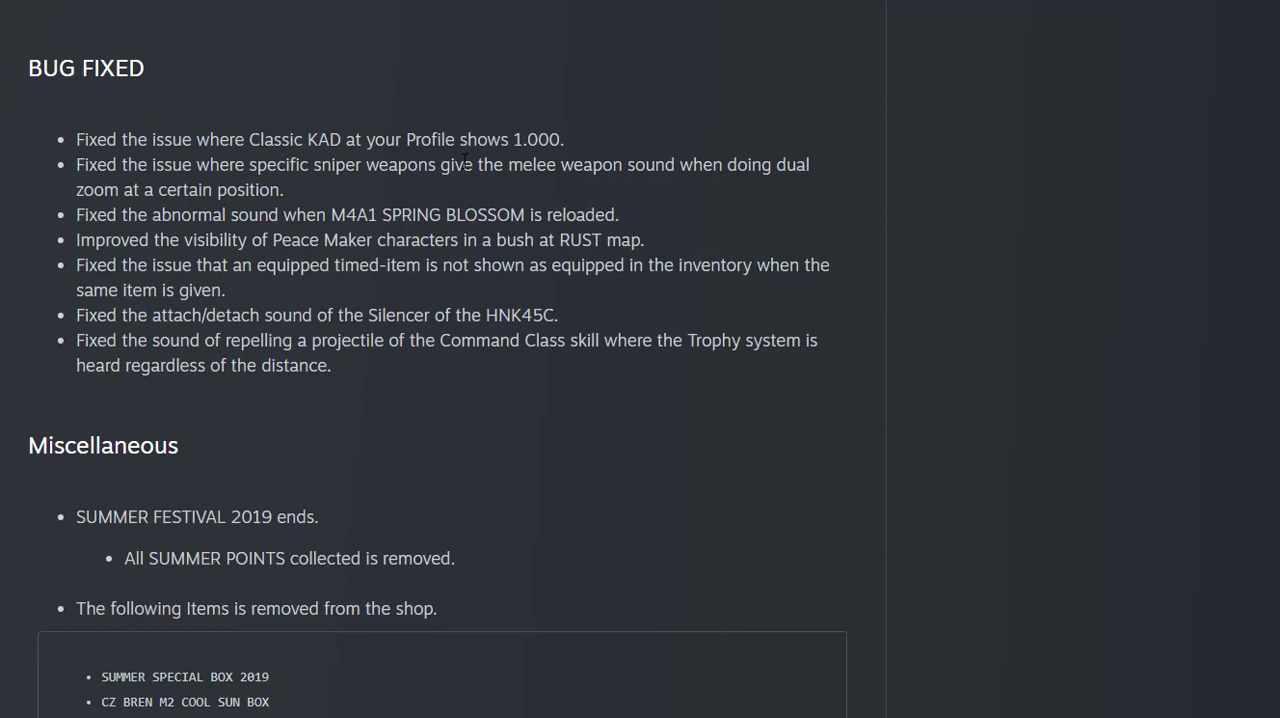 BUG FIXED
Fixed the issue where Classic KAD at your Profile shows 1.000.
Fixed the issue where specific sniper weapons give the melee weapon sound when doing dual
zoom at a certain position.
Fixed the abnormal sound when M4A1 SPRING BLOSSOM is reloaded.
Improved the visibility of Peace Maker characters in a bush at RUST map.
Fixed the issue that an equipped timed-item is not shown as equipped in the inventory when the
same item is given.
Fixed the attach/detach sound of the Silencer of the HNK45C.
Fixed the sound of repelling a projectile of the Command Class skill where the Trophy system is
heard regardless of the distance.
Miscellaneous
SUMMER FESTIVAL 2019 ends.
All SUMMER POINTS collected is removed.
The following Items is removed from the shop.
SUMMER SPECIAL BOX 2019
CZ BREN M2 COOL SUN BOX